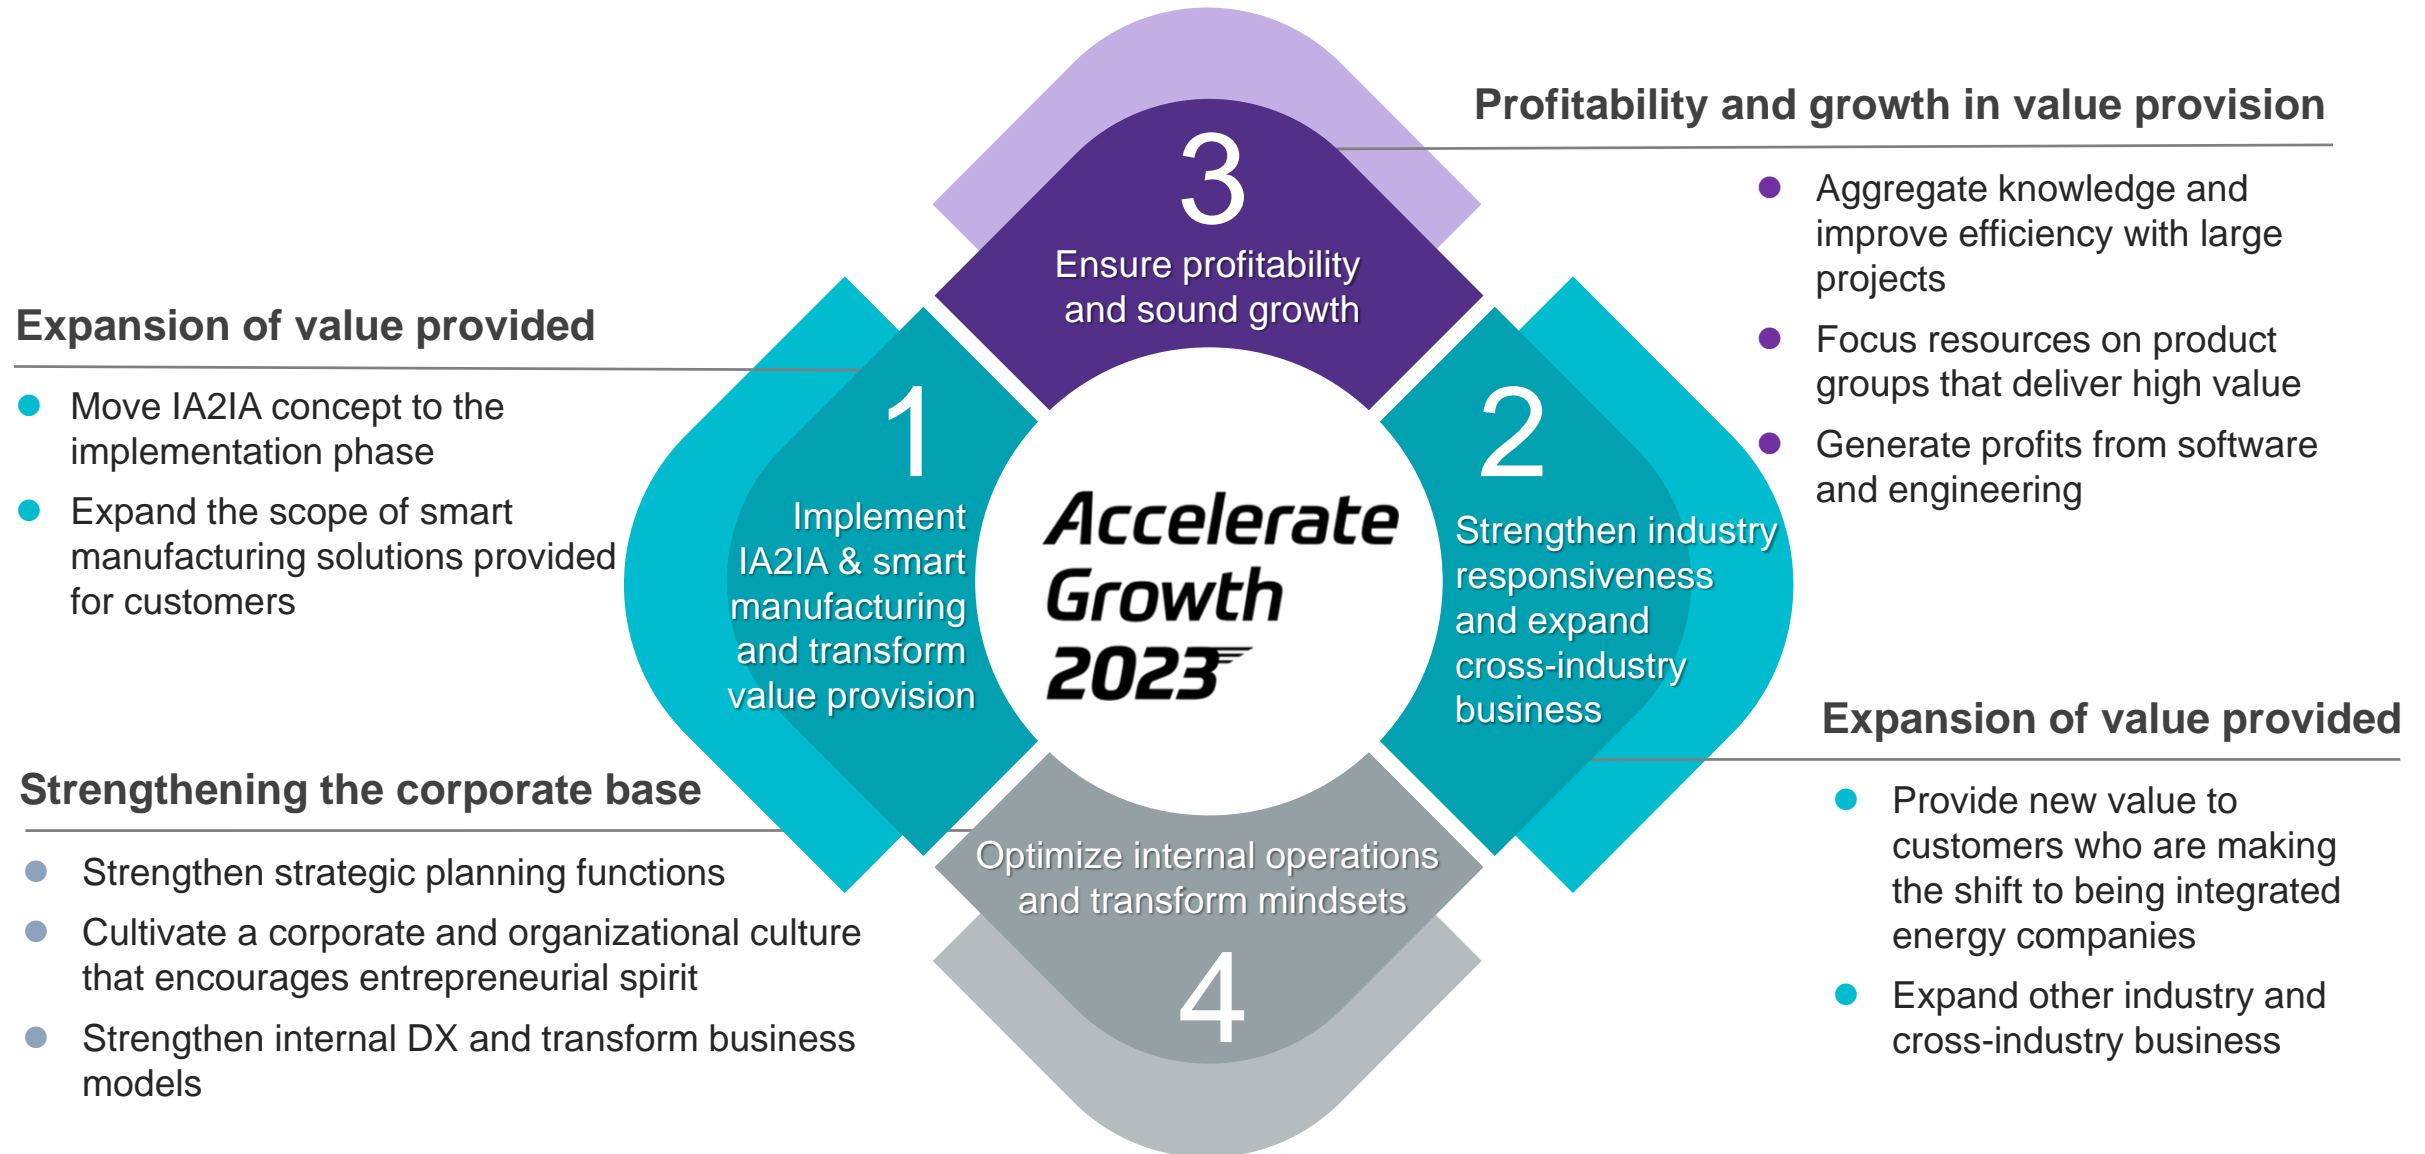 3
Ensure profitability
and sound growth
Profitability and growth in value provision
Aggregate knowledge and
improve efficiency with large
projects
Focus resources on product
groups that deliver high value
Generate profits from software
and engineering
Expansion of value provided
Move IA2IA concept to the
implementation phase
Expand the scope of smart
manufacturing solutions provided
for customers
1
Implement
IA2IA & smart
manufacturing
and transform
value provision
Accelerate
Growth
2023
2
Strengthen industry
responsiveness
and expand
cross-industry
business
Expansion of value provided
Provide new value to
customers who are making
the shift to being integrated
energy companies
Expand other industry and
cross-industry business
Strengthening the corporate base
Strengthen strategic planning functions
Cultivate a corporate and organizational culture
that encourages entrepreneurial spirit
Strengthen internal DX and transform business
models
Optimize internal operations
and transform mindsets
4